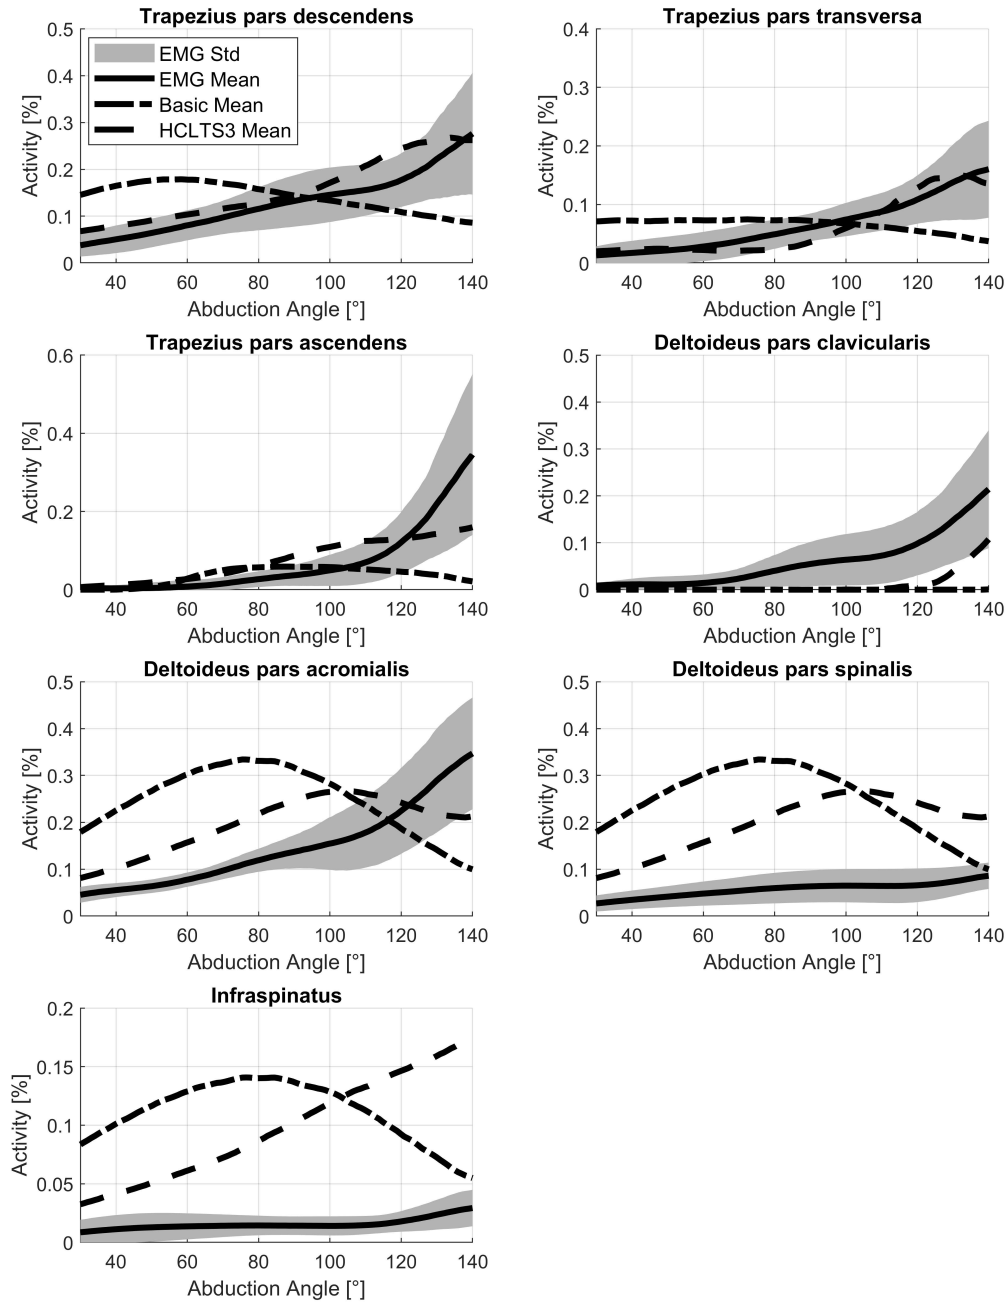 Trapezius pars descendens
0.5
0.4
0.3
0.2
0.1
0
Activity [%]
EMG Std
EMG Mean
Basic Mean
HCLTS3 Mean
40 60 80 100 120 140
Abduction Angle [°]
Trapezius pars transversa
0.4
0.3
0.2
0.1
0
Activity [%]
40 60 80 100 120 140
Abduction Angle [°]
Trapezius pars ascendens
0.6
0.4
0.2
0
Activity [%]
40 60 80 100 120 140
Abduction Angle [°]
Deltoideus pars clavicularis
0.5
0.4
0.3
0.2
0.1
0
Activity [%]
40 60 80 100 120 140
Abduction Angle [°]
Deltoideus pars acromialis
0.5
0.4
0.3
0.2
0.1
0
Activity [%]
40 60 80 100 120 140
Abduction Angle [°]
Deltoideus pars spinalis
0.5
0.4
0.3
0.2
0.1
0
Activity [%]
40 60 80 100 120 140
Abduction Angle [°]
Infraspinatus
0.2
0.15
0.1
0.05
0
Activity [%]
40 60 80 100 120 140
Abduction Angle [°]